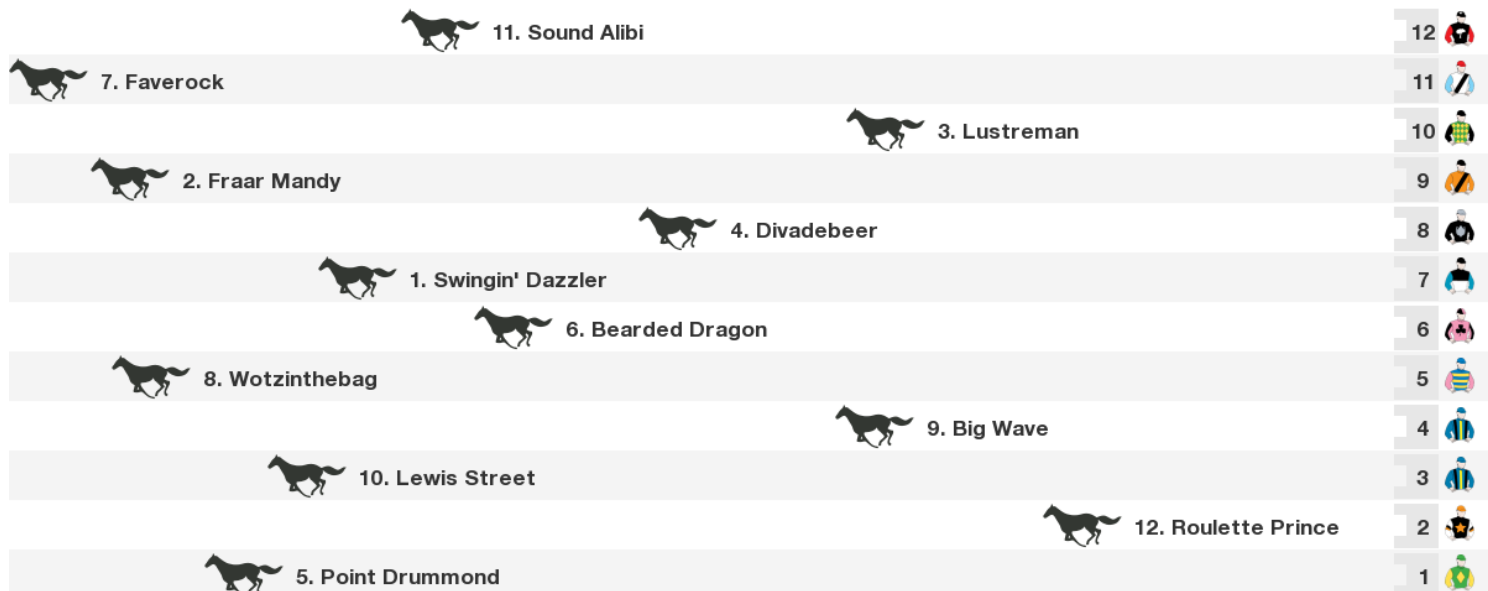 11. Sound Alibi 12
7. Faverock 11
3. Lustreman 10
2. Fraar Mandy 9
4. Divadebeer 8
1. Swingin' Dazzler 7
6. Bearded Dragon 6
8. Wotzinthebag 5
9. Big Wave 4
10. Lewis Street 3
12. Roulette Prince 2
5. Point Drummond 1